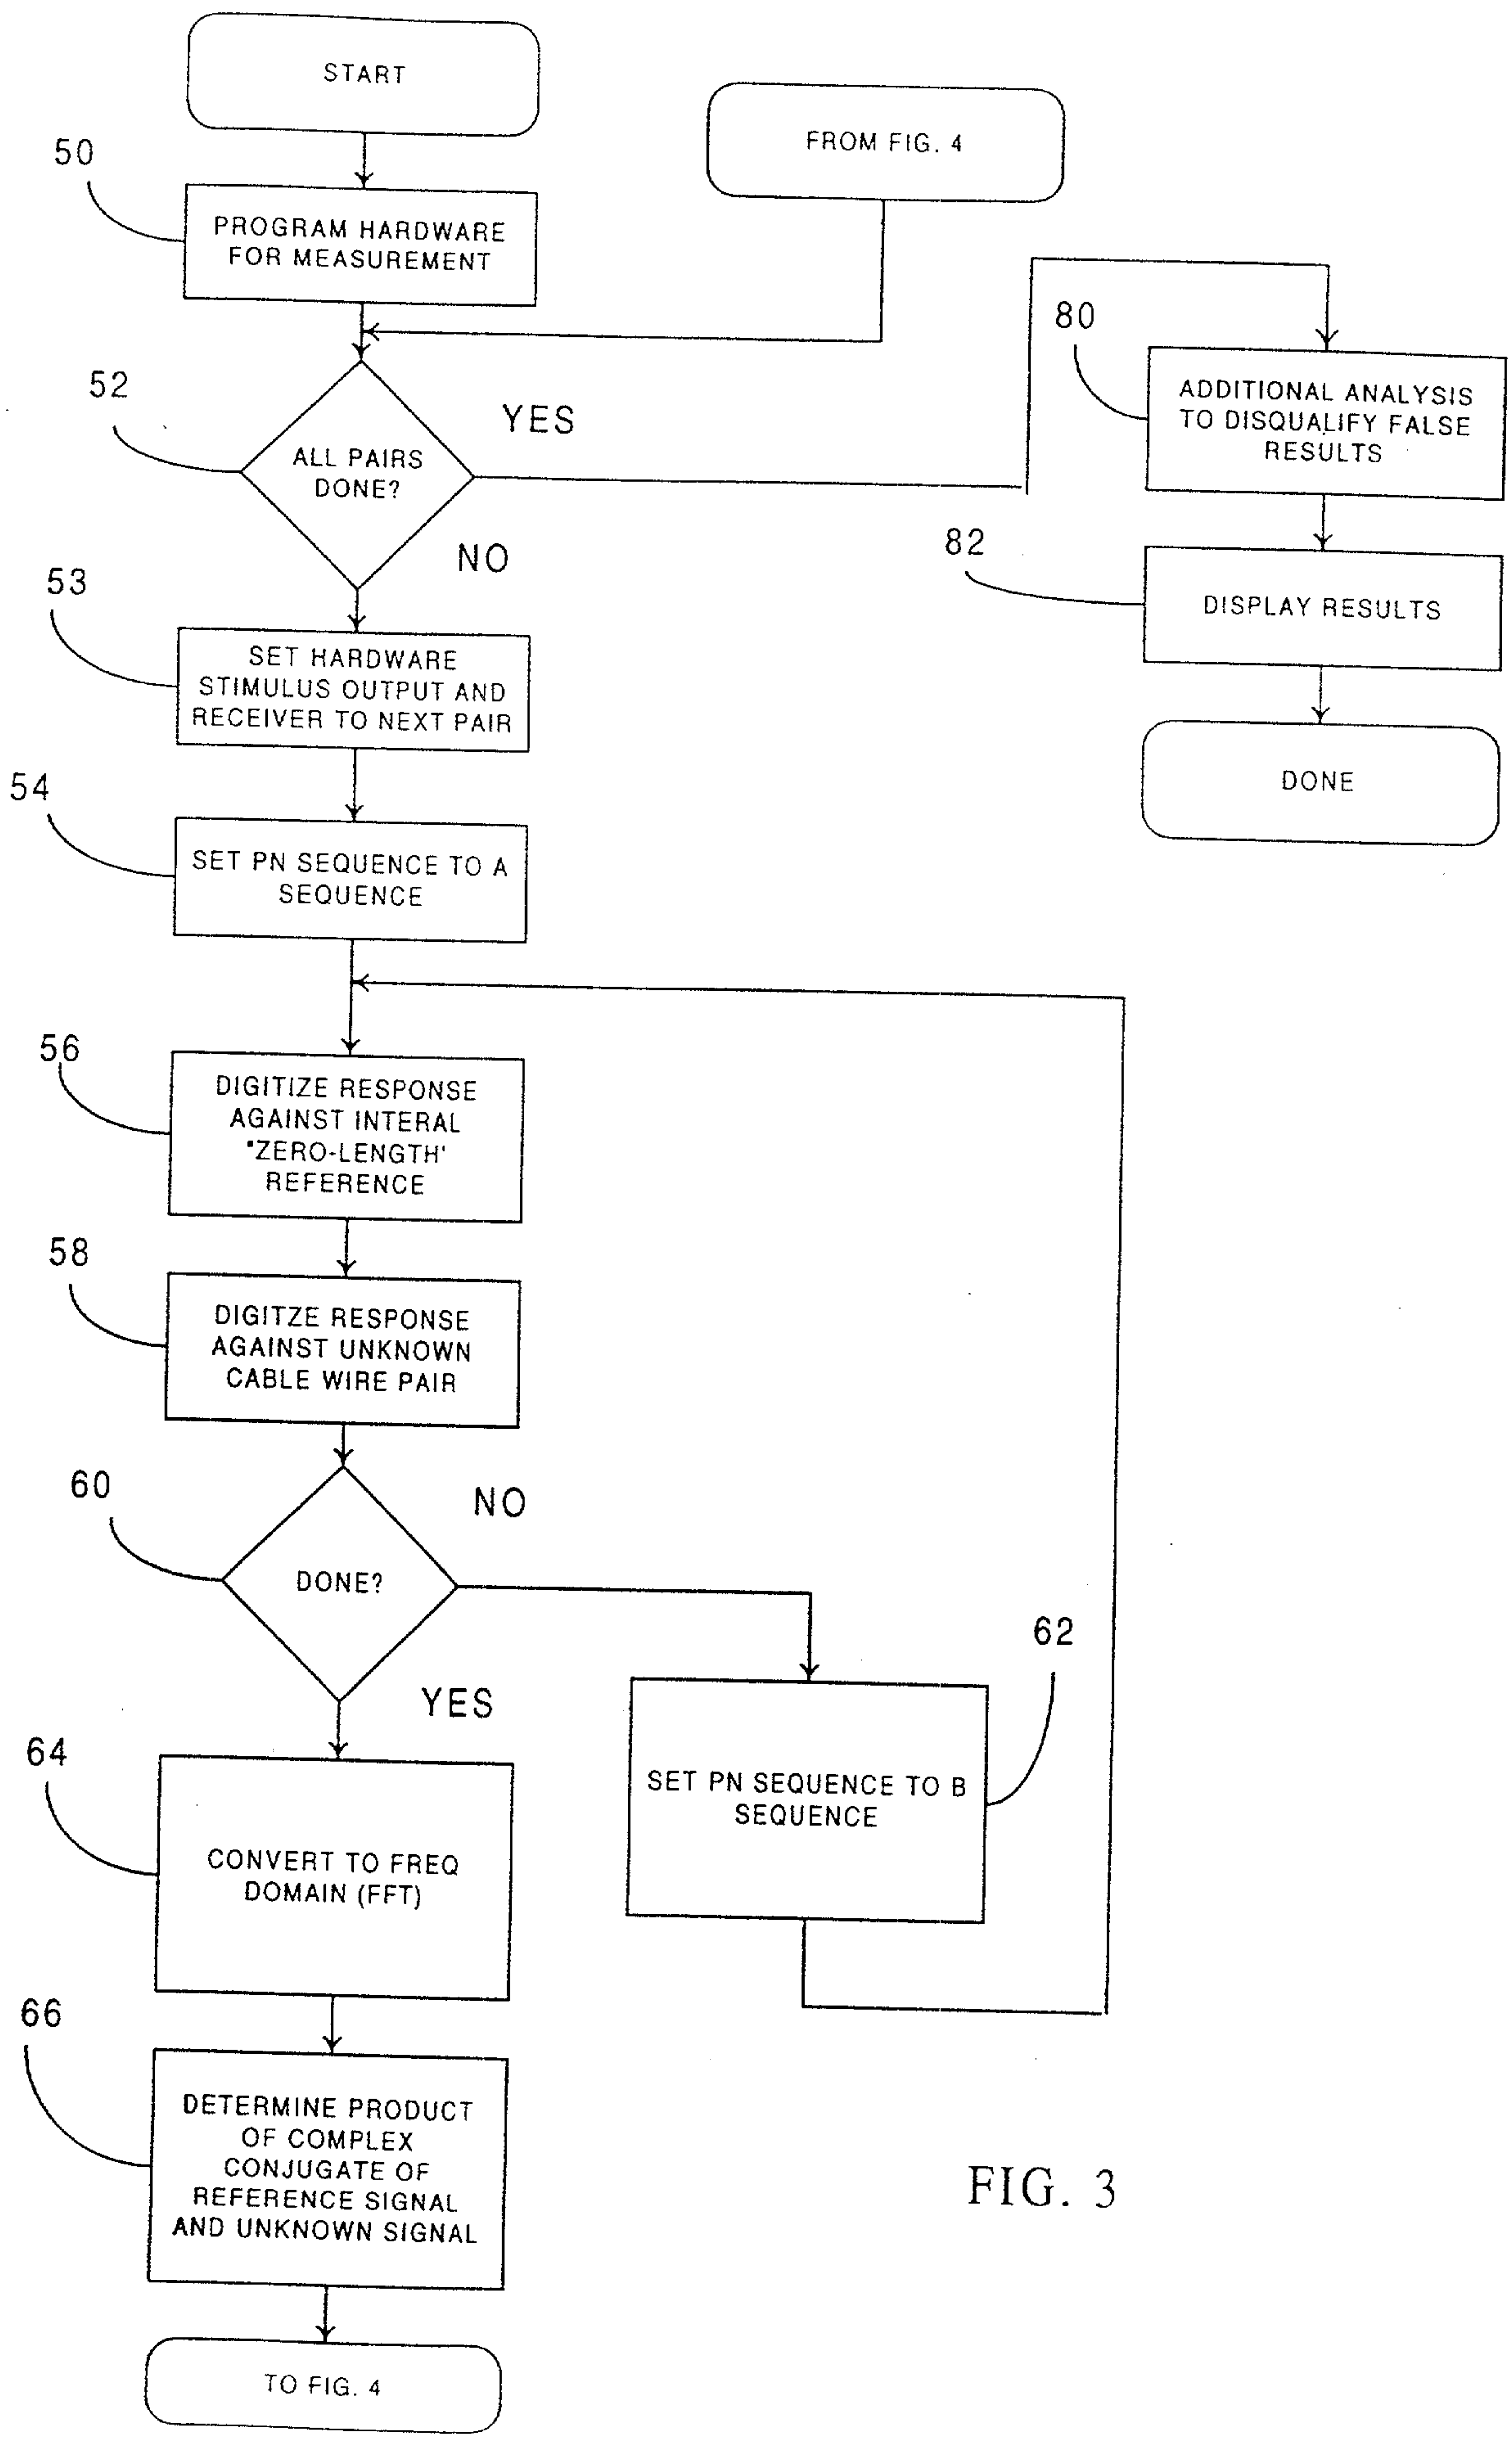 START
FROM FIG. 4
50
PROGRAM HARDWARE
FOR MEASUREMENT
80
ADDITIONAL ANALYSIS
TO DISQUALIFY FALSE
RESULTS
52
YES
ALL PAIRS
DONE?
NO
82
DISPLAY RESULTS
53
SET HARDWARE
STIMULUS OUTPUT AND
RECEIVER TO NEXT PAIR
DONE
54
SET PN SEQUENCE TO A
SEQUENCE
56
DIGITIZE RESPONSE
AGAINST INTERAL
"ZERO-LENGTH'
REFERENCE
58
DIGITZE RESPONSE
AGAINST UNKNOWN
CABLE WIRE PAIR
60
NO
DONE?
62
YES
SET PN SEQUENCE TO B
SEQUENCE
64
CONVERT TO FREQ
DOMAIN (FFT)
66
DETERMINE PRODUCT
OF COMPLEX
CONJUGATE OF
REFERENCE SIGNAL
AND UNKNOWN SIGNAL
FIG. 3
TO FIG. 4